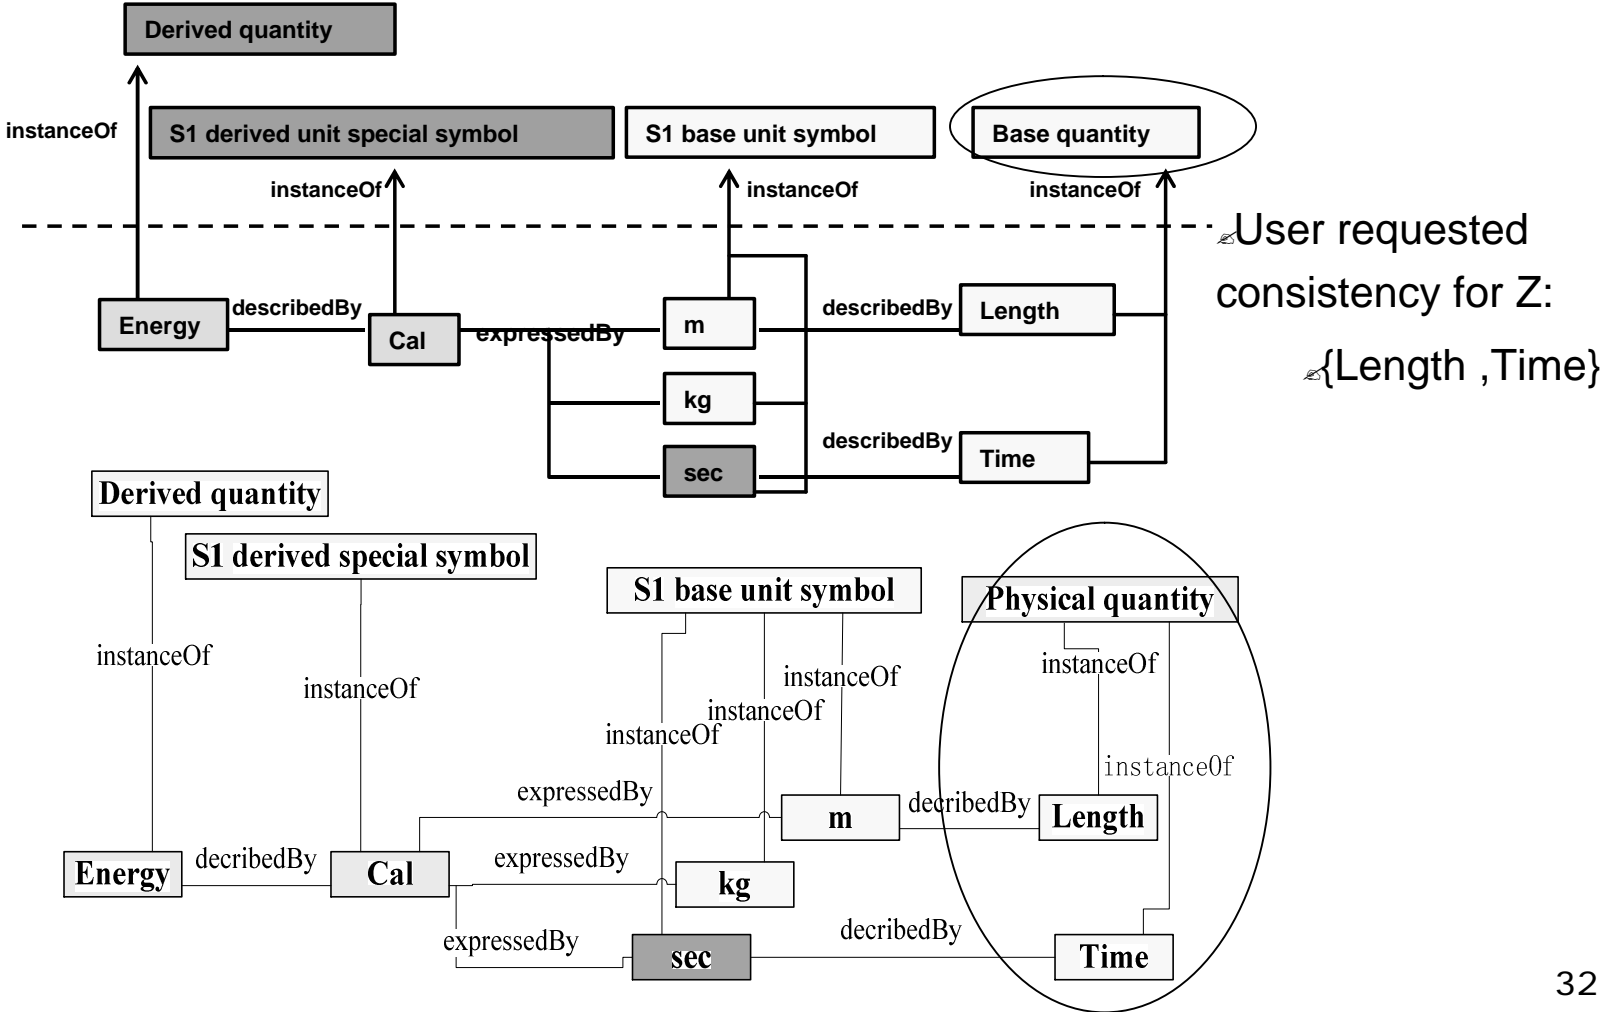 Derived quantity
instanceOf
S1 derived unit special symbol
S1 base unit symbol
Base quantity
instanceOf
instanceOf
instanceOf
User requested
consistency for Z:
{Length ,Time}
Energy
describedBy
Cal
expressedBy
m
describedBy
Length
kg
sec
describedBy
Time
Derived quantity
S1 derived special symbol
S1 base unit symbol
Physical quantity
instanceOf
instanceOf
instanceOf
instanceOf
instanceOf
instanceOf
instanceOf
expressedBy
m
decribedBy
Length
Energy
decribedBy
Cal
expressedBy
kg
expressedBy
sec
decribedBy
Time
32